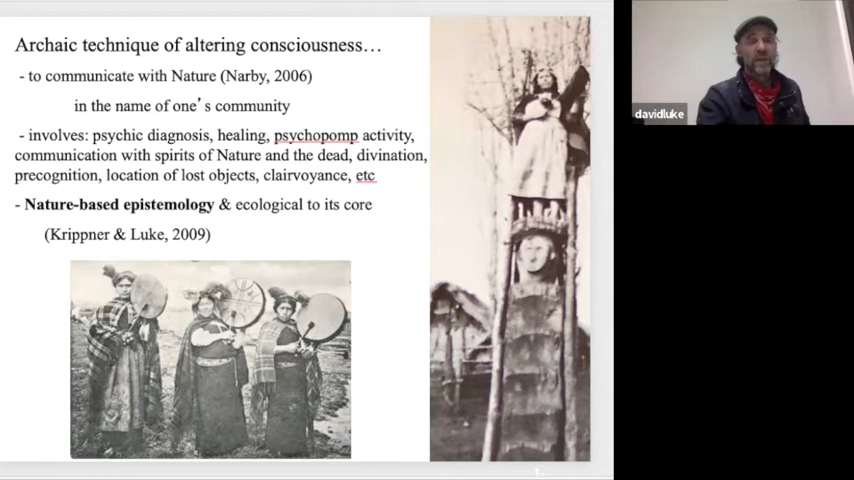 Archaic technique of altering consciousness…
- to communicate with Nature (Narby, 2006)
in the name of one’s community
- involves: psychic diagnosis, healing, psychopomp activity,
communication with spirits of Nature and the dead, divination,
precognition, location of lost objects, clairvoyance, etc
- Nature-based epistemology & ecological to its core
(Krippner & Luke, 2009)
davidluke